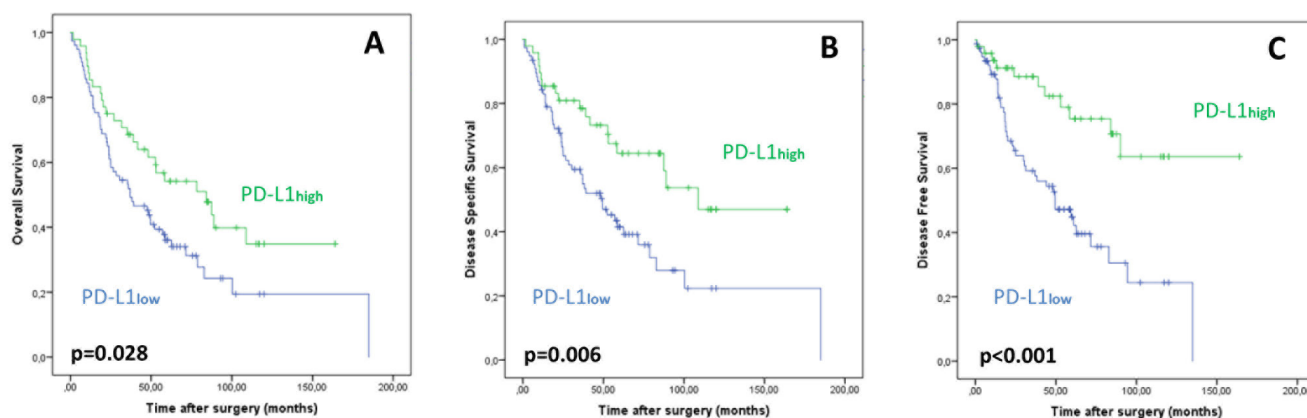 A
Overall Survival
1,0
0,8
0,6
0,4
0,2
0,0
PD-L1high
PD-L1low
p=0.028
,00 50,00 100,00 150,00 200,00
Time after surgery (months)
B
Disease Specific Survival
1,0
0,8
0,6
0,4
0,2
0,0
PD-L1high
PD-L1low
p=0.006
,00 50,00 100,00 150,00 200,00
Time after surgery (months)
C
Disease Free Survival
1,0
0,8
0,6
0,4
0,2
0,0
PD-L1high
PD-L1low
p<0.001
,00 50,00 100,00 150,00 200,00
Time after surgery (months)